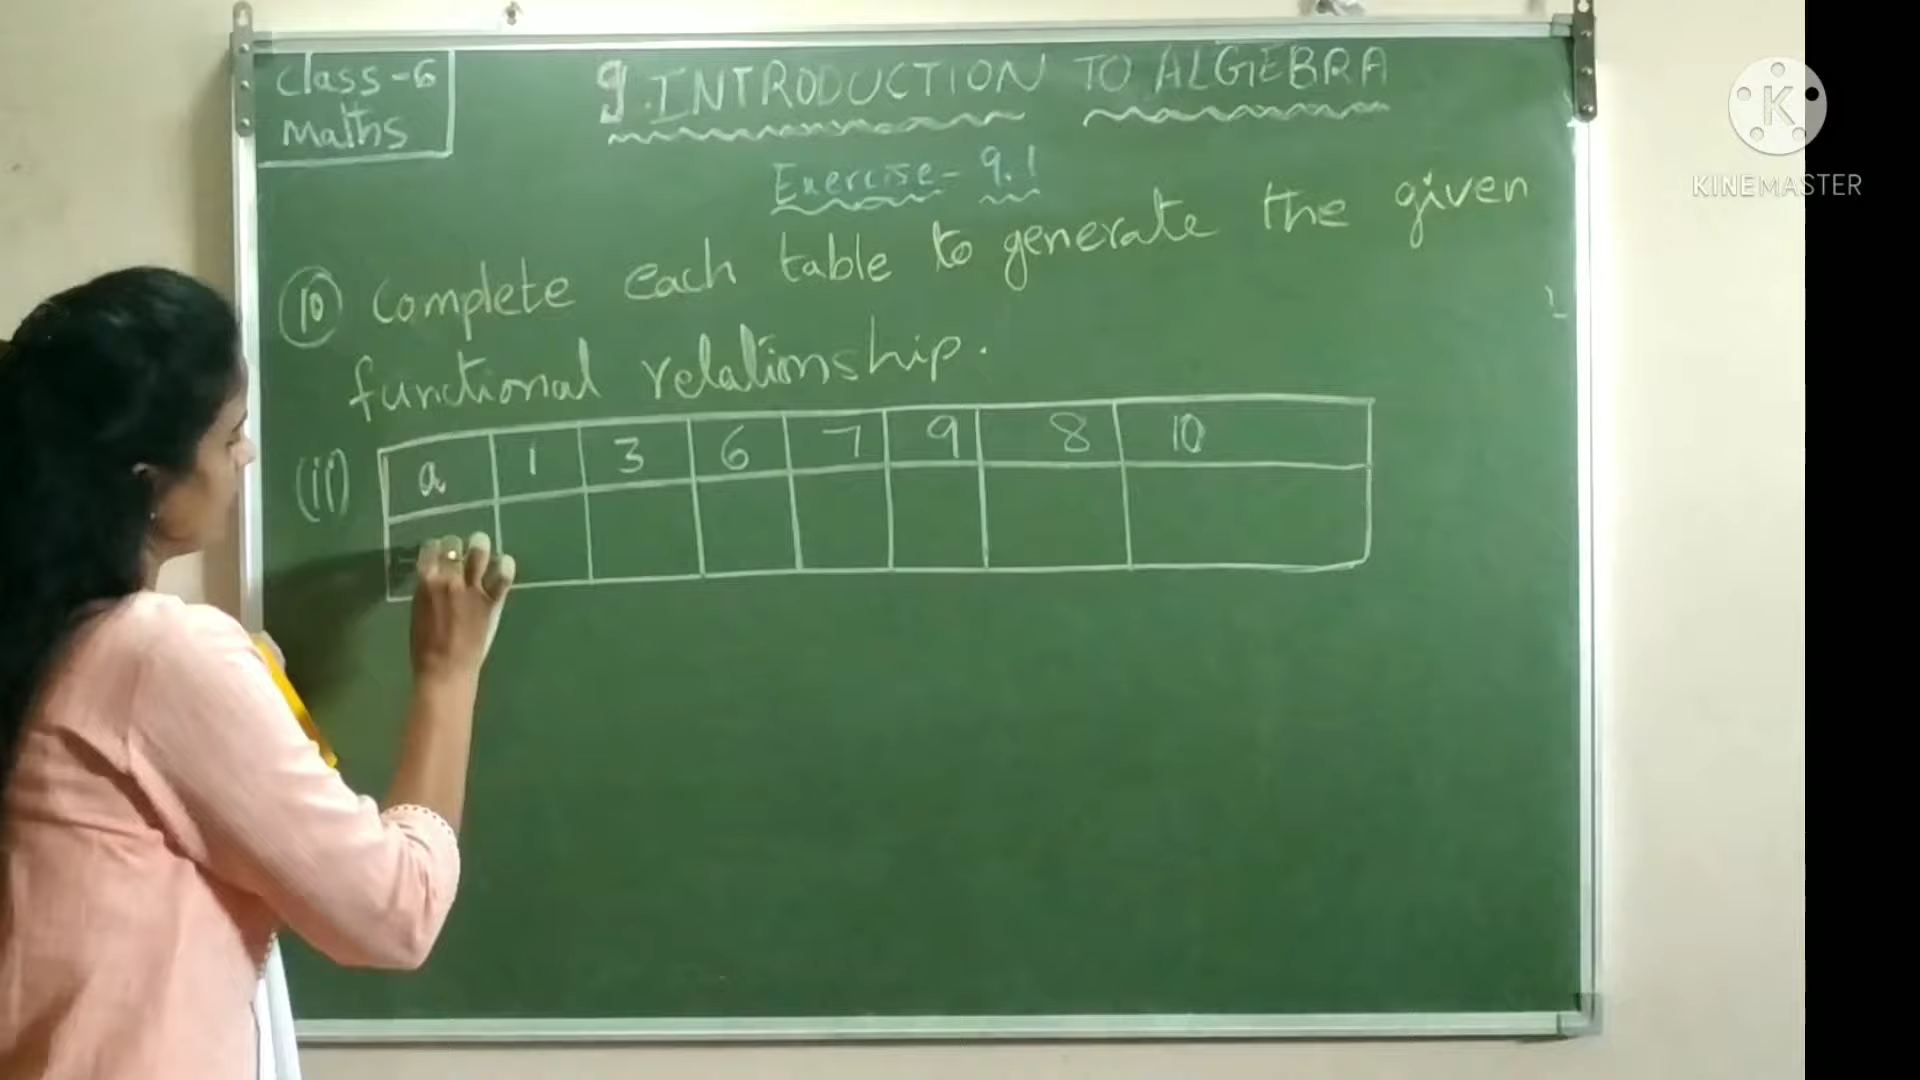 class-6
Maths
9. INTRODUCTION TO ALGEBRA
Exercise - 9.1
10 Complete each table to generate the given
functional relationship.
(ii) a 1 3 6 7 9 8 10
K
KINEMASTER